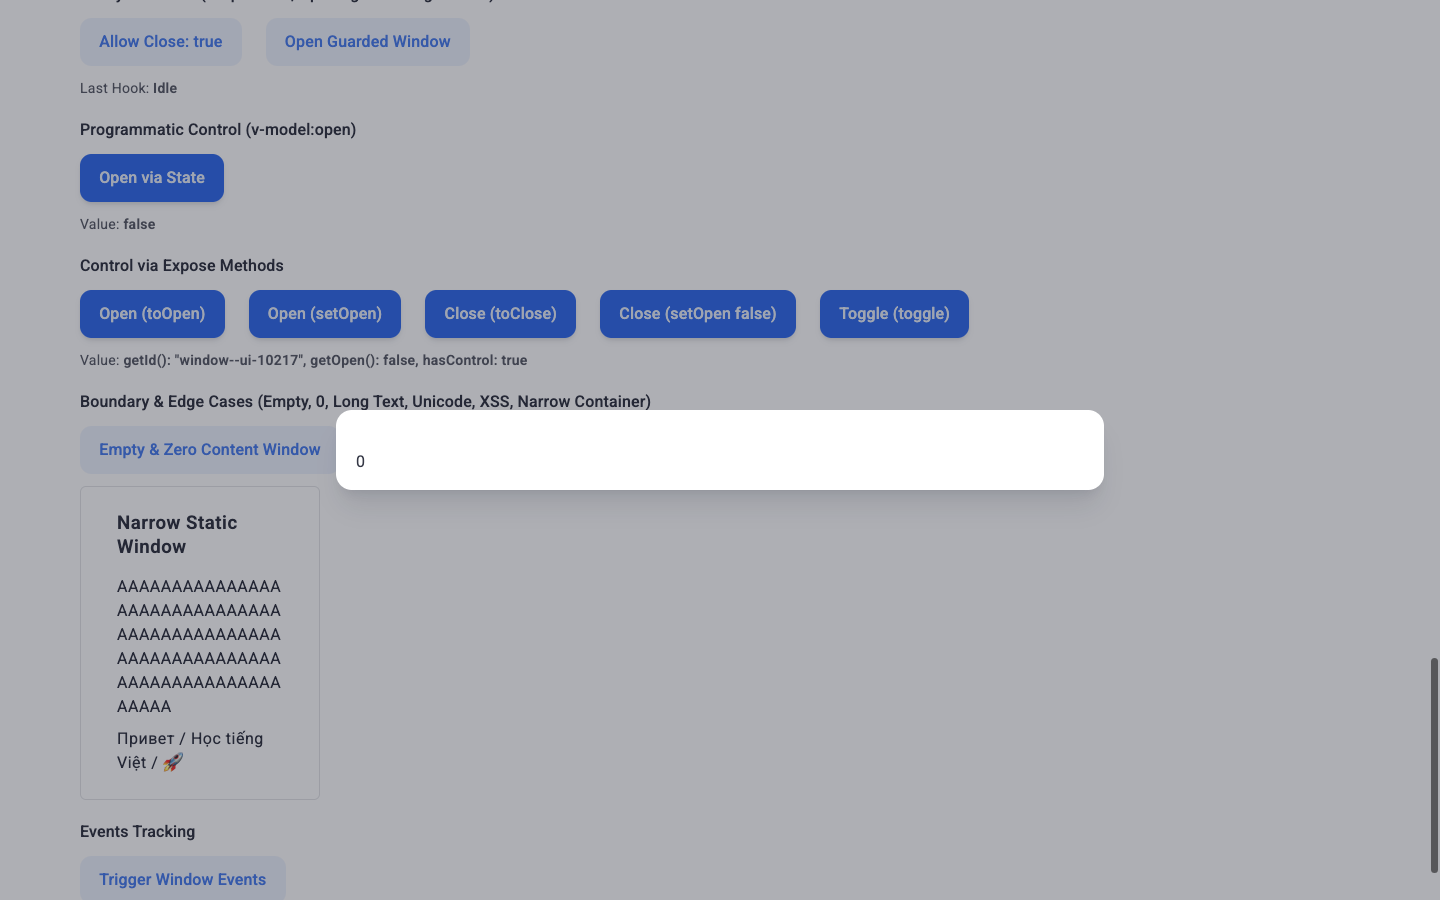 Allow Close: true
Open Guarded Window
Last Hook: Idle
Programmatic Control (v-model:open)
Open via State
Value: false
Control via Expose Methods
Open (toOpen)
Open (setOpen)
Close (toClose)
Close (setOpen false)
Toggle (toggle)
Value: getId(): "window--ui-10217", getOpen(): false, hasControl: true
Boundary & Edge Cases (Empty, 0, Long Text, Unicode, XSS, Narrow Container)
Empty & Zero Content Window
0
Narrow Static
Window
AAAAAAAAAAAAAAA
AAAAAAAAAAAAAAA
AAAAAAAAAAAAAAA
AAAAAAAAAAAAAAA
AAAAAAAAAAAAAAA
AAAAA
Привет / Học tiếng
Việt / 🚀
Events Tracking
Trigger Window Events